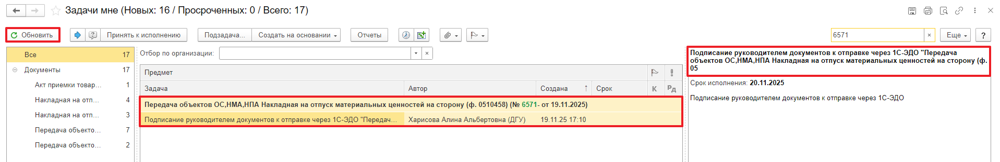 Задачи мне (Новых: 16 / Просроченных: 0 / Всего: 17)
Обновить
Принять к исполнению
Подзадача...
Создать на основании
Отчеты
6571
×
Еще
?
Все 17
Документы 17
Акт приемки товар... 1
Накладная на отп... 4
Накладная на отп... 3
Передача объекто... 7
Передача объекто... 2
Отбор по организации:
Предмет
Задача Автор Создана ↑ Срок К Рд
Передача объектов ОС,НМА,НПА Накладная на отпуск материальных ценностей на сторону (ф. 0510458) (№ 6571- от 19.11.2025)
Подписание руководителем документов к отправке через 1С-ЭДО "Передач... Харисова Алина Альбертовна (ДГУ) 19.11.25 17:10
Подписание руководителем документов к отправке через 1С-ЭДО "Передача
объектов ОС,НМА,НПА Накладная на отпуск материальных ценностей на сторону (ф.
05
Срок исполнения: 20.11.2025
Подписание руководителем документов к отправке через 1С-ЭДО